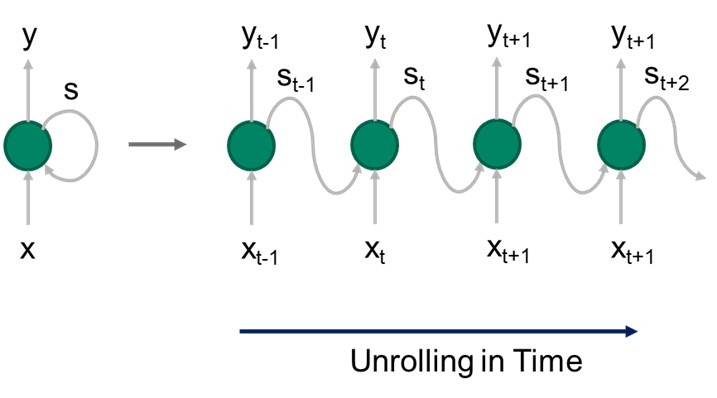 y
y_{t-1}
y_t
y_{t+1}
y_{t+1}
s
s_{t-1}
s_t
s_{t+1}
s_{t+2}
x
x_{t-1}
x_t
x_{t+1}
x_{t+1}
Unrolling in Time